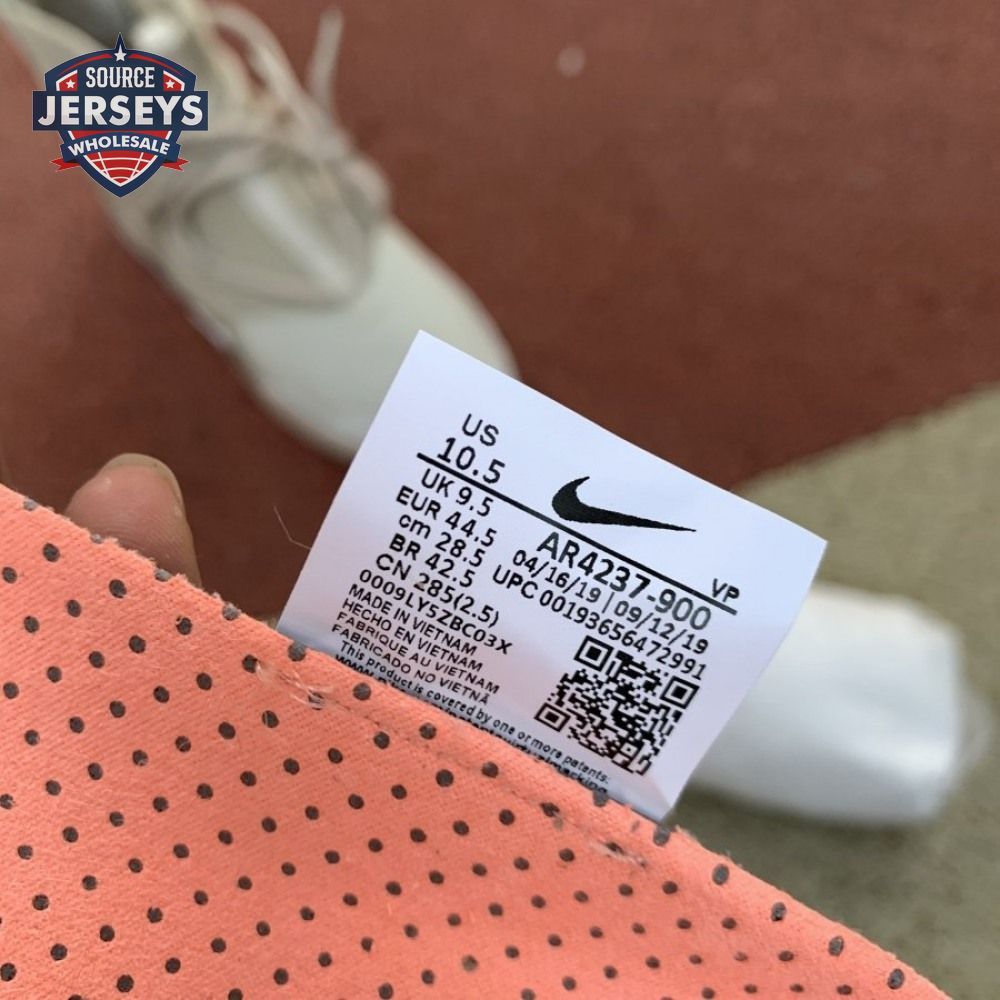 SOURCE
JERSEYS
WHOLESALE
US
10.5
UK 9.5
EUR 44.5
cm 28.5
BR 42.5
CN 285(2.5)
0009LY5ZBC03X
MADE IN VIETNAM
HECHO EN VIETNAM
FABRIQUE AU VIETNAM
FABRICADO NO VIETNÃ
This product is covered by one or more patents:
AR4237-900
VP
04/16/19 | 09/12/19
UPC 00193656472991